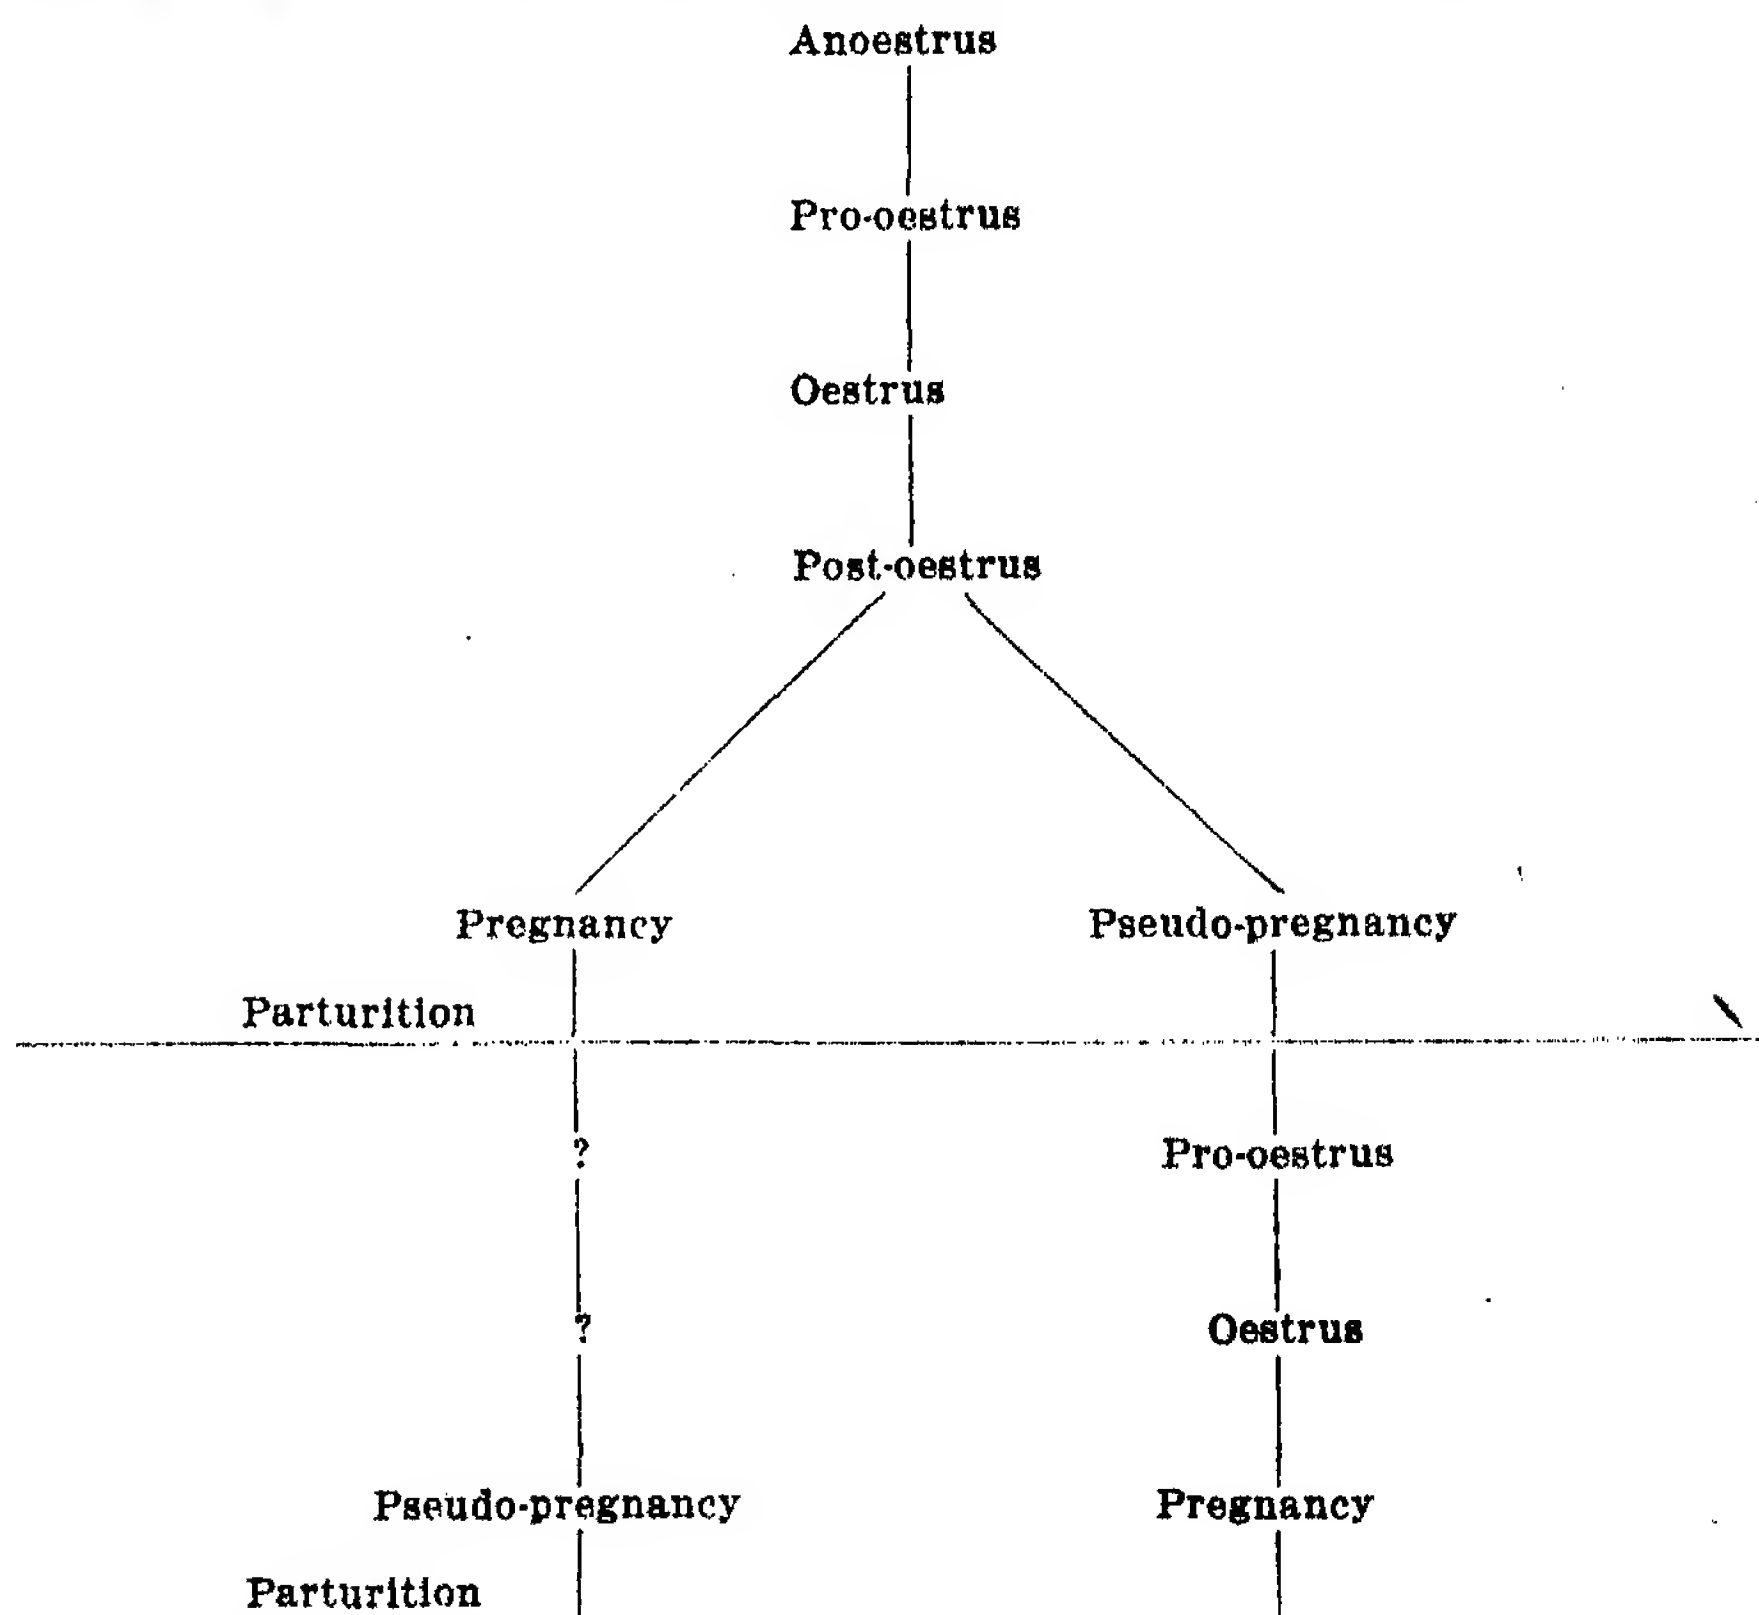 Anoestrus
Pro-oestrus
Oestrus
Post-oestrus
Pregnancy Pseudo-pregnancy
Parturition
? Pro-oestrus
? Oestrus
Pseudo-pregnancy Pregnancy
Parturition